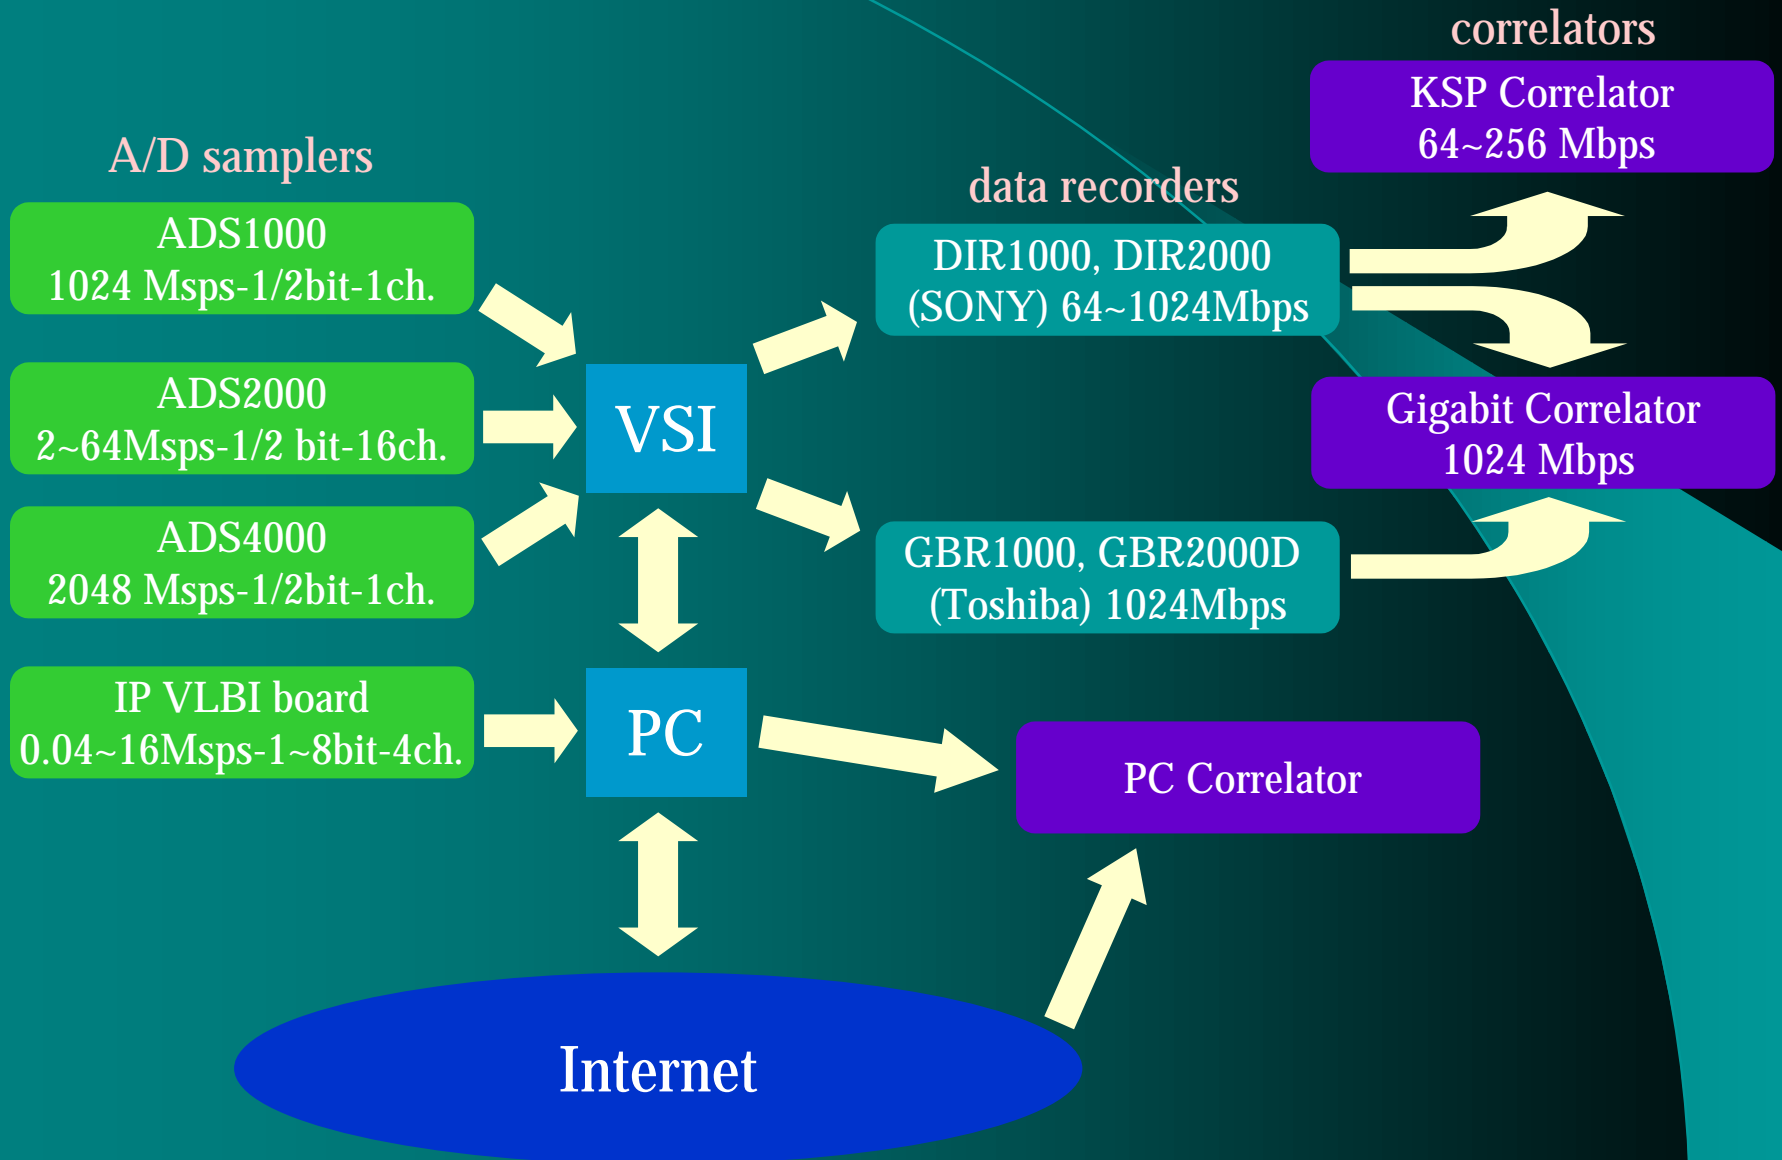 correlators
KSP Correlator
64~256 Mbps
A/D samplers
data recorders
ADS1000
1024 Msps-1/2bit-1ch.
DIR1000, DIR2000
(SONY) 64~1024Mbps
ADS2000
2~64Msps-1/2 bit-16ch.
VSI
Gigabit Correlator
1024 Mbps
ADS4000
2048 Msps-1/2bit-1ch.
GBR1000, GBR2000D
(Toshiba) 1024Mbps
IP VLBI board
0.04~16Msps-1~8bit-4ch.
PC
PC Correlator
Internet